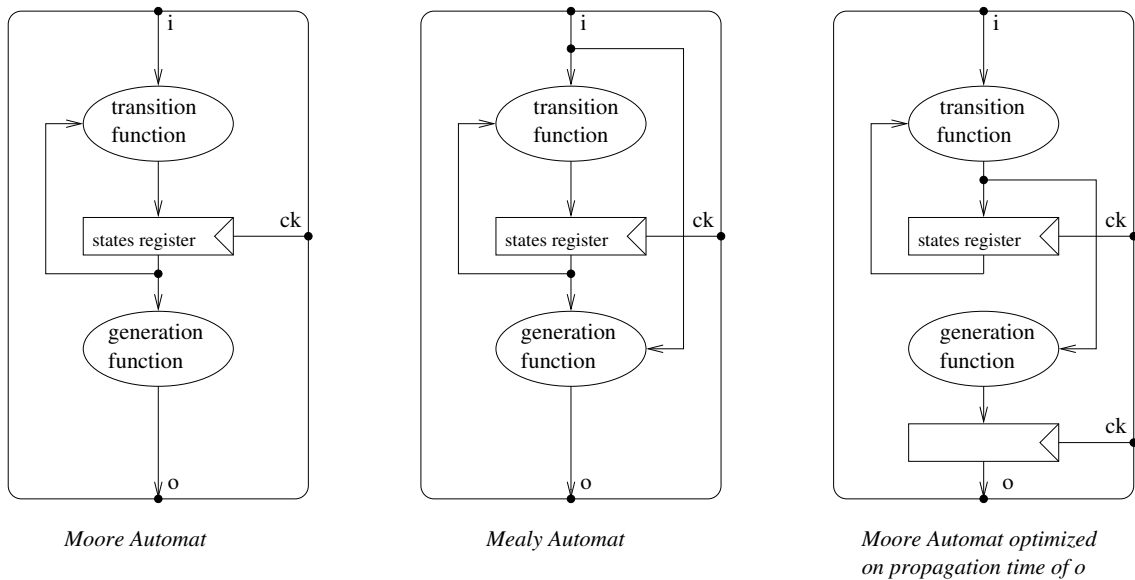 i
transition
function
ck
states register
generation
function
o
Moore Automat
i
transition
function
ck
states register
generation
function
o
Mealy Automat
i
transition
function
ck
states register
generation
function
ck
o
Moore Automat optimized
on propagation time of o